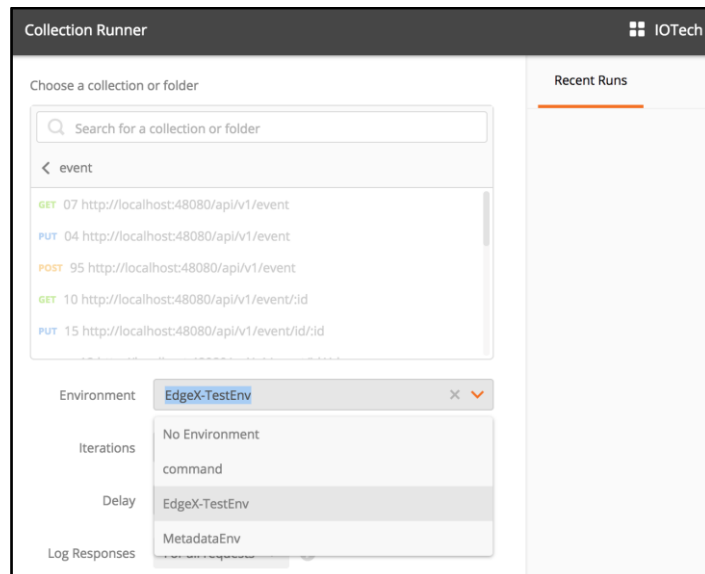 Collection Runner
IOTech
Choose a collection or folder
Recent Runs
Search for a collection or folder
event
GET 07 http://localhost:48080/api/v1/event
PUT 04 http://localhost:48080/api/v1/event
POST 95 http://localhost:48080/api/v1/event
GET 10 http://localhost:48080/api/v1/event/:id
PUT 15 http://localhost:48080/api/v1/event/id/:id
Environment EdgeX-TestEnv
No Environment
Iterations
command
Delay
EdgeX-TestEnv
MetadataEnv
Log Responses